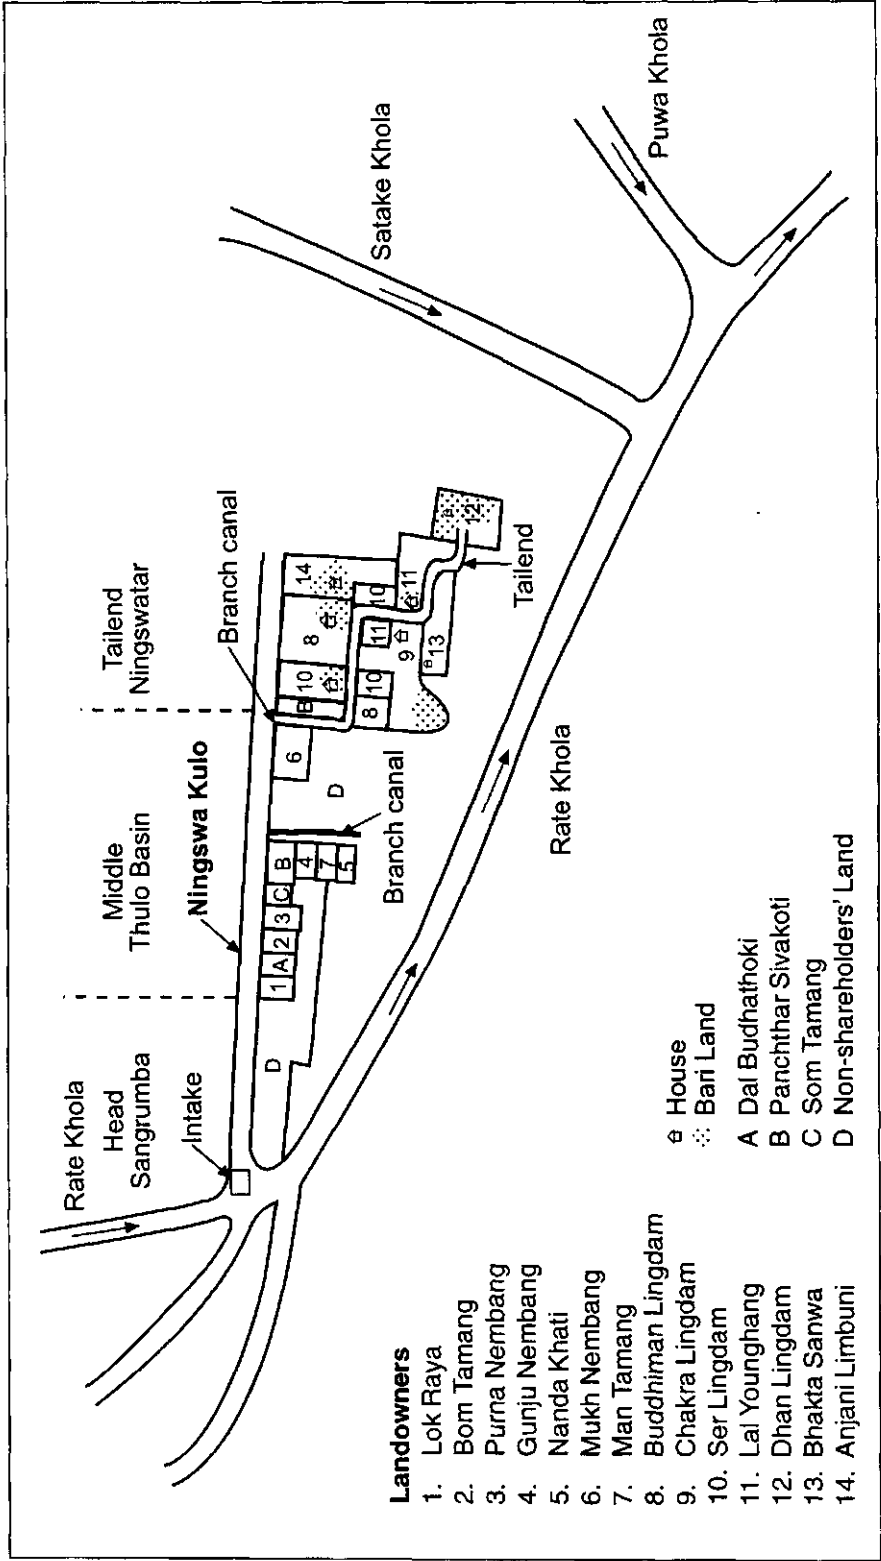 Rate Khola
Head
Sangrumba
Intake
Middle
Thulo Basin
Ningswa Kulo
Tailend
Ningswatar
Branch canal
Satake Khola
Puwa Khola
D
1
A
2
3
C
B
4
7
5
Branch canal
D
6
B
10
8
14
8
10
11
10
9
11
13
12
Tailend
Rate Khola
Landowners
1. Lok Raya
2. Bom Tamang
3. Purna Nembang
4. Gunju Nembang
5. Nanda Khati
6. Mukh Nembang
7. Man Tamang
8. Buddhiman Lingdam
9. Chakra Lingdam
10. Ser Lingdam
11. Lal Younghang
12. Dhan Lingdam
13. Bhakta Sanwa
14. Anjani Limbuni
House
Bari Land
A Dal Budhathoki
B Panchthar Sivakoti
C Som Tamang
D Non-shareholders' Land